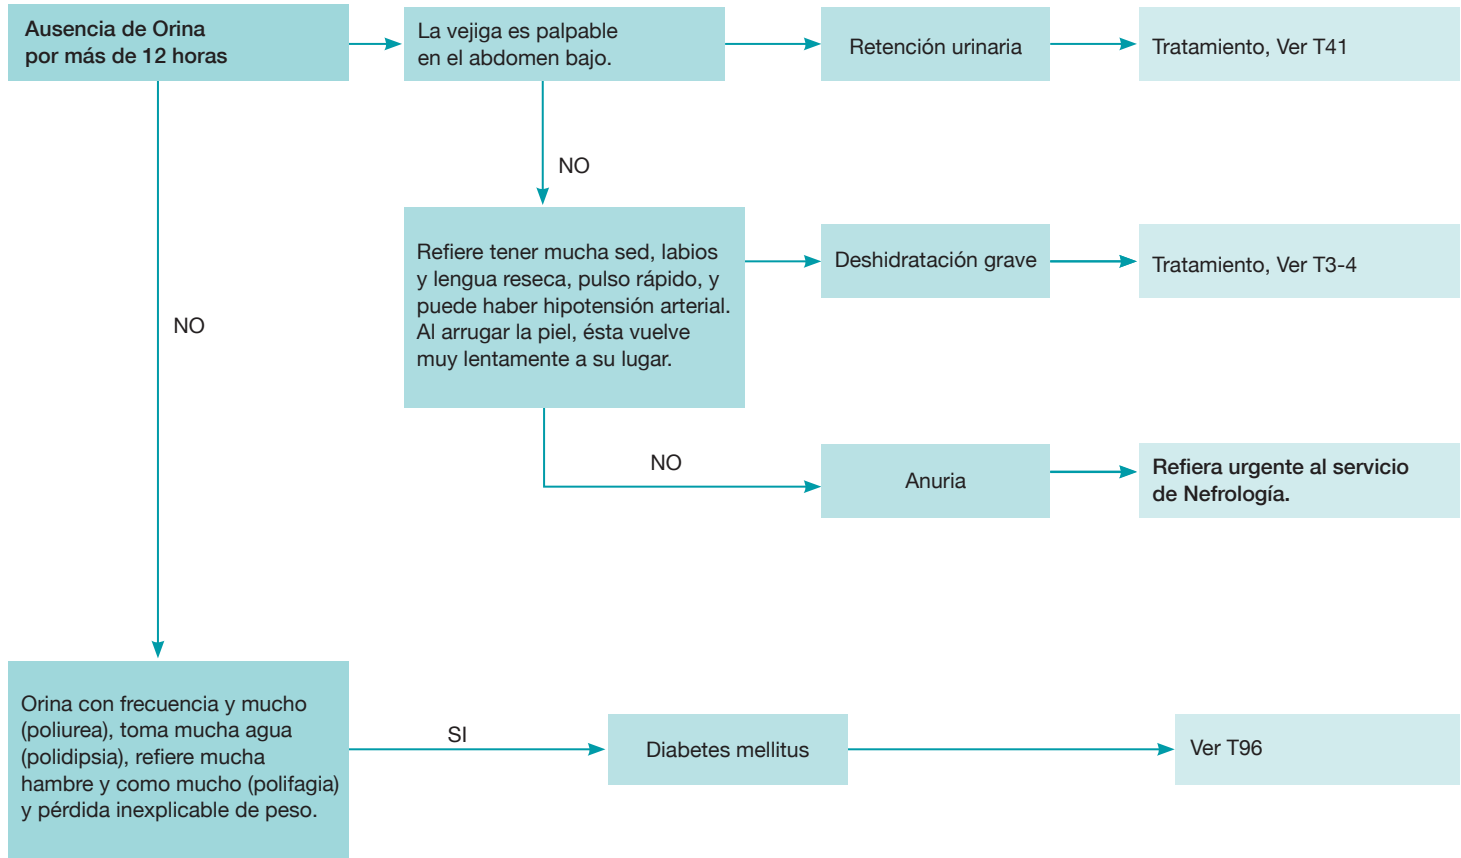 Ausencia de Orina
por más de 12 horas
La vejiga es palpable
en el abdomen bajo.
Retención urinaria
Tratamiento, Ver T41
NO
Refiere tener mucha sed, labios
y lengua reseca, pulso rápido, y
puede haber hipotensión arterial.
Al arrugar la piel, ésta vuelve
muy lentamente a su lugar.
Deshidratación grave
Tratamiento, Ver T3-4
NO
NO
Anuria
Refiera urgente al servicio
de Nefrología.
Orina con frecuencia y mucho
(poliurea), toma mucha agua
(polidipsia), refiere mucha
hambre y como mucho (polifagia)
y pérdida inexplicable de peso.
SI
Diabetes mellitus
Ver T96